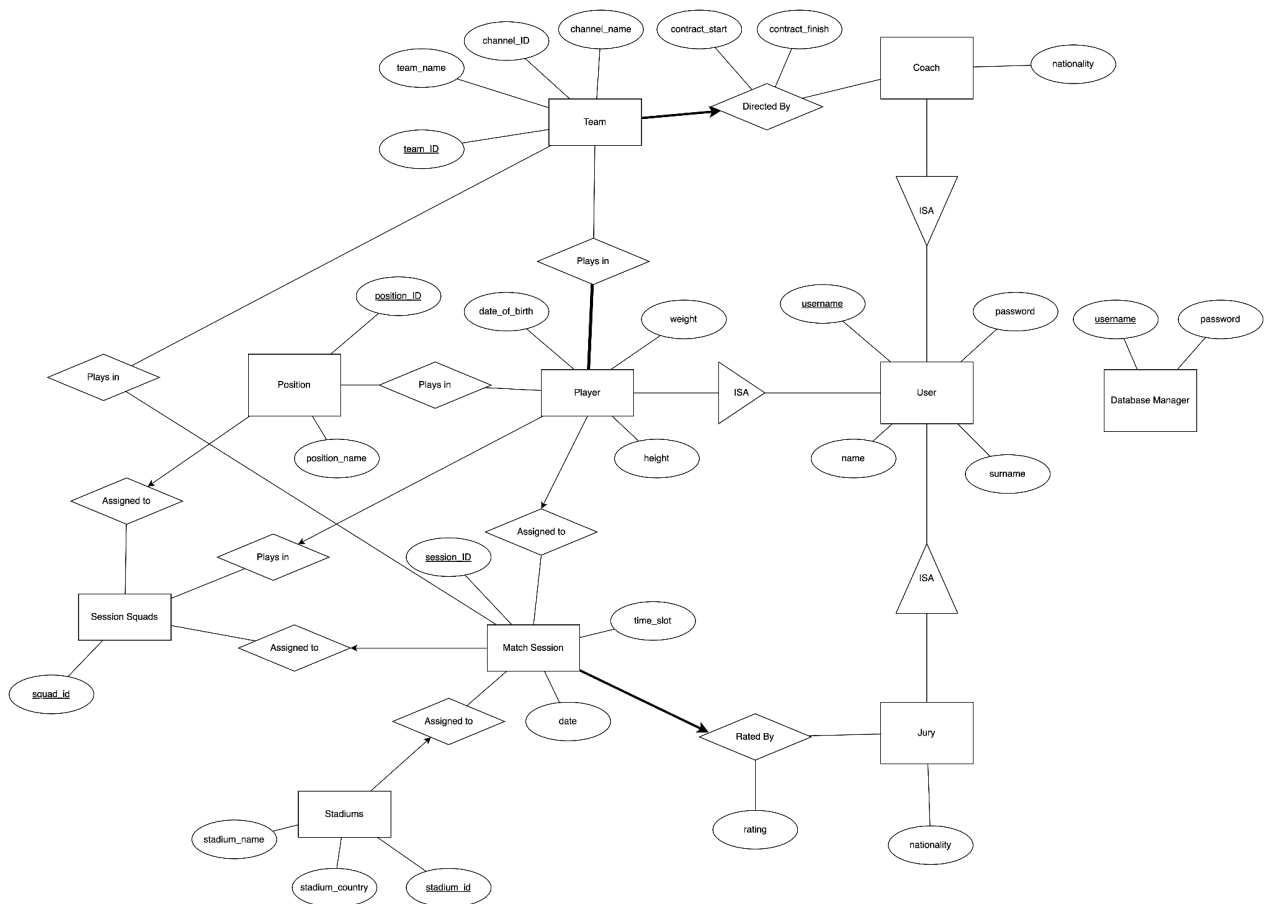 channel_name
contract_start
contract_finish
channel_ID
team_name
Coach
nationality
Directed By
Team
team_ID
ISA
Plays in
position_ID
date_of_birth
weight
username
password
username
password
Plays in
Position
Plays in
Player
ISA
User
Database Manager
position_name
height
name
surname
Assigned to
Assigned to
session_ID
Plays in
ISA
Session Squads
time_slot
Assigned to
Match Session
squad_id
Assigned to
date
Rated By
Jury
Stadiums
rating
stadium_name
nationality
stadium_country
stadium_id